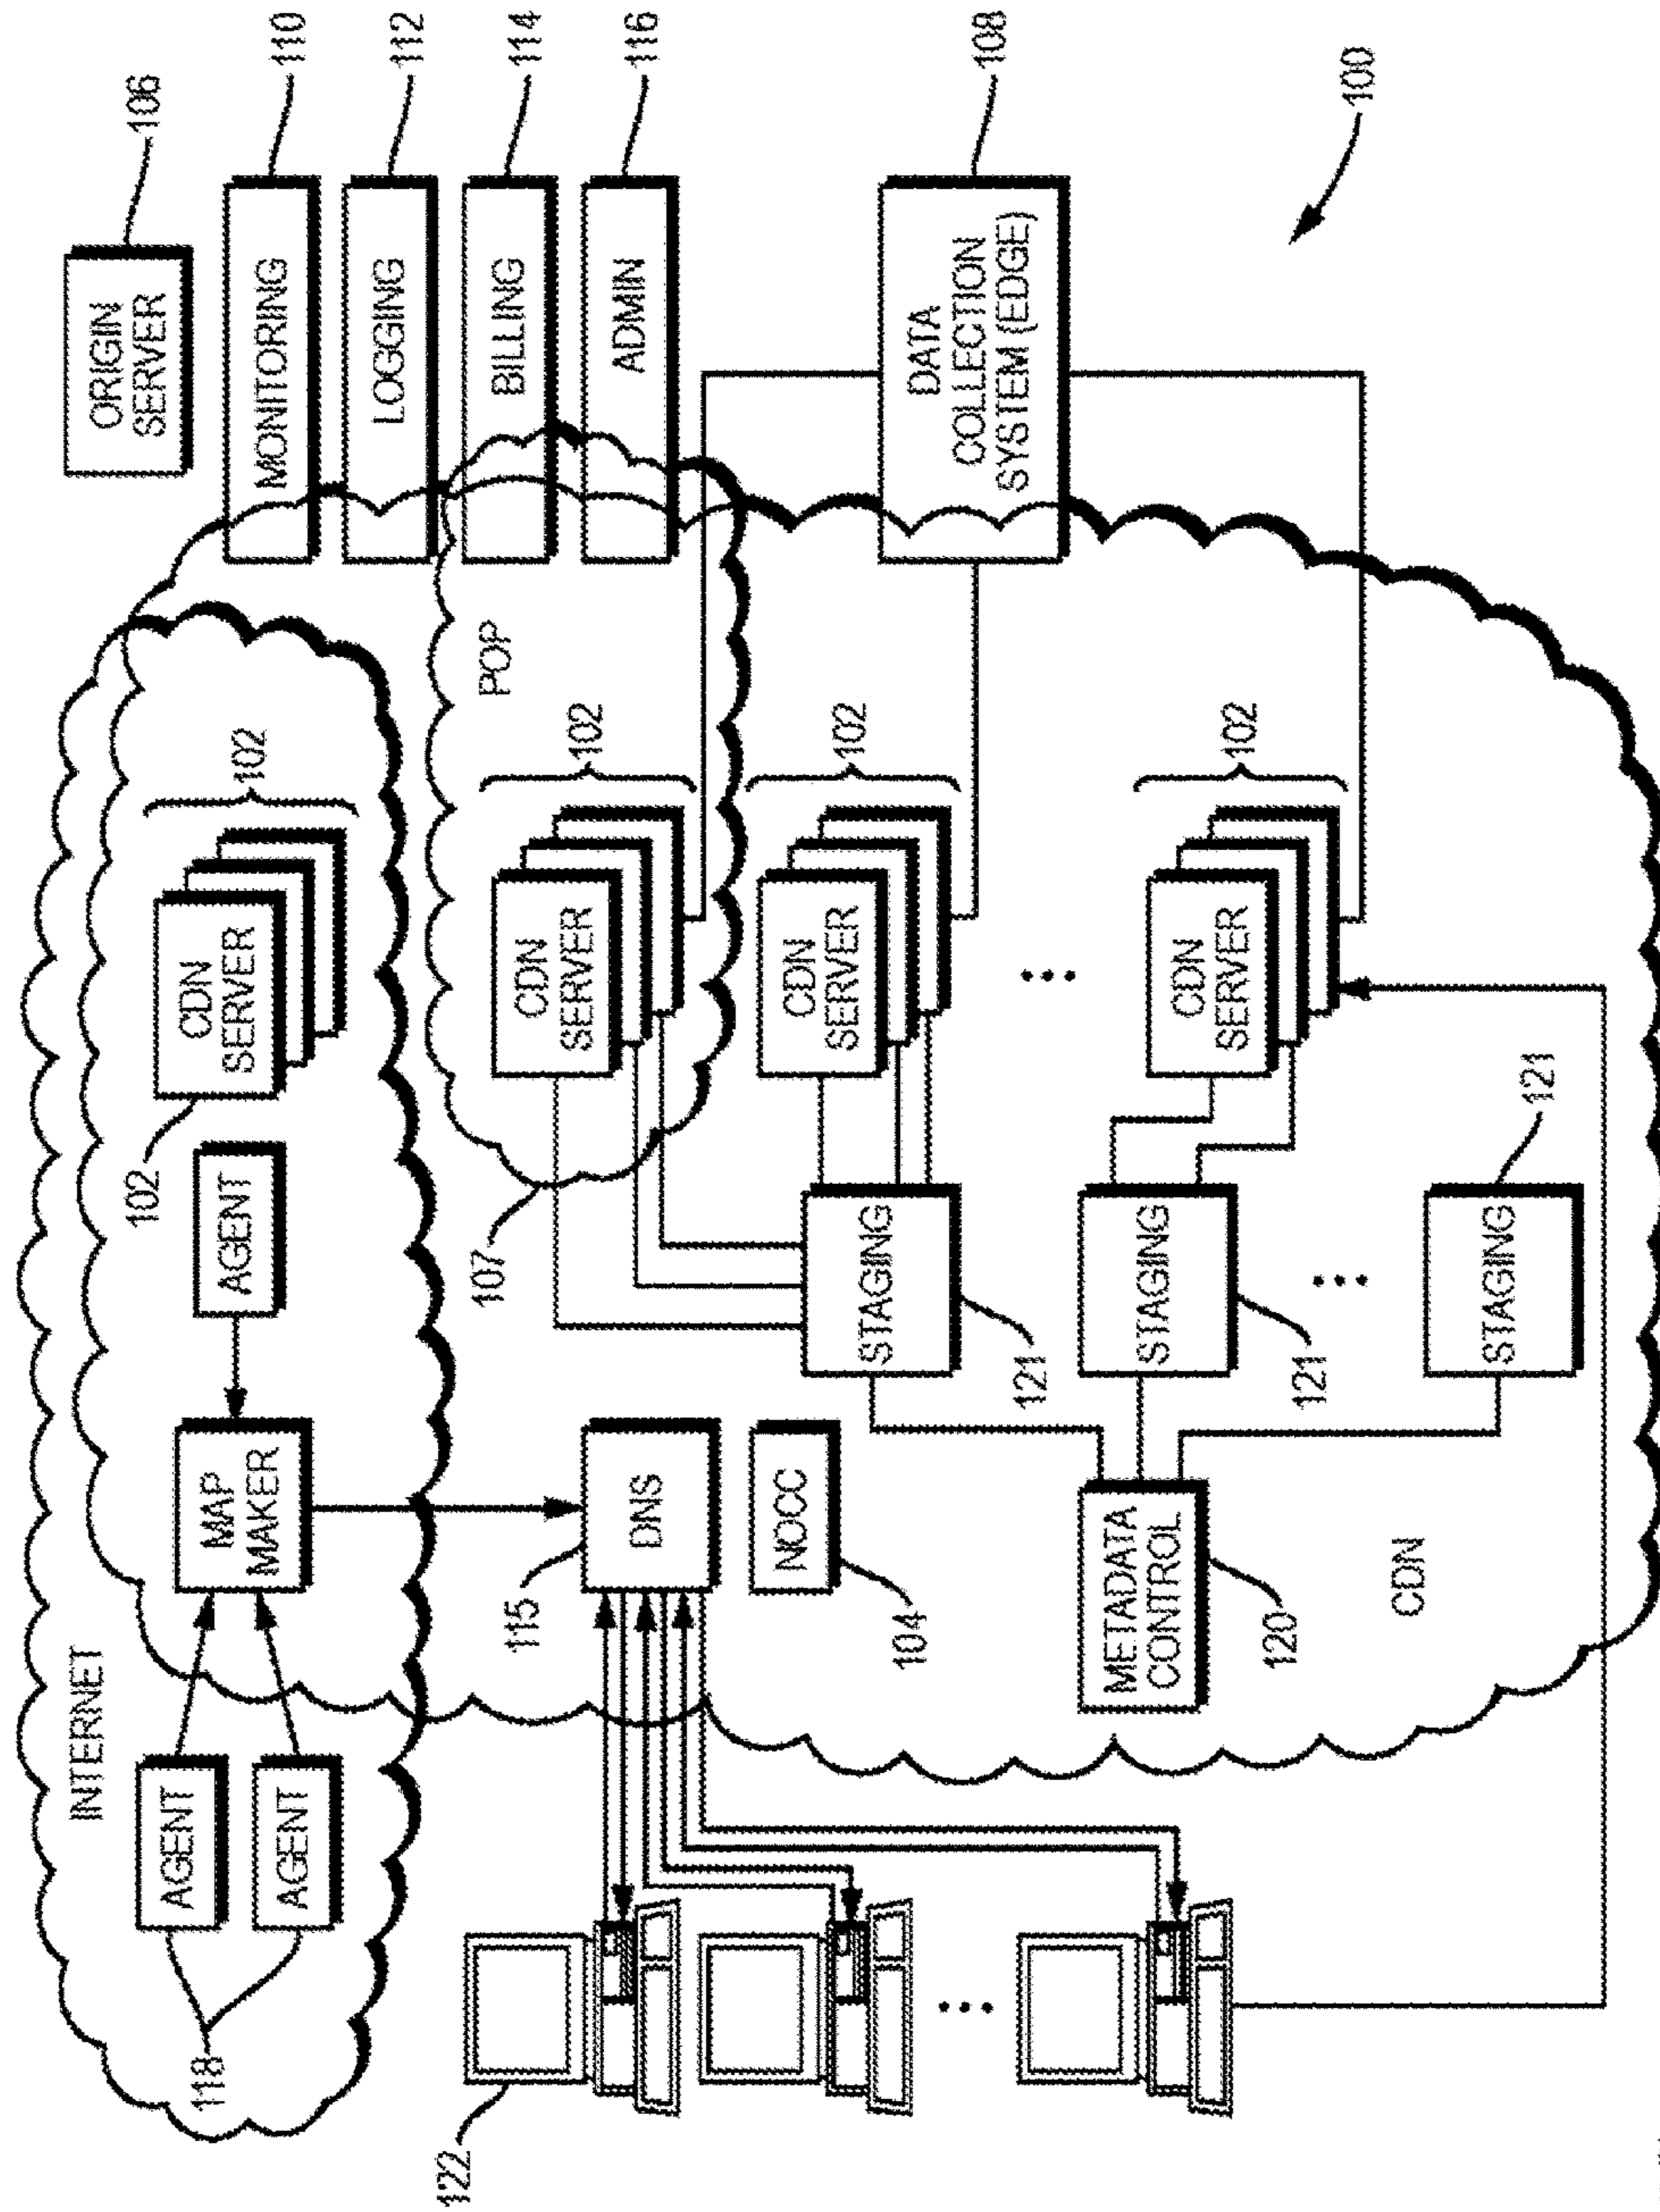 INTERNET
118
AGENT
AGENT
MAP
MAKER
AGENT
102
CDN
SERVER
102
ORIGIN
SERVER
106
MONITORING
110
LOGGING
112
BILLING
114
ADMIN
116
122
115
DNS
NOCC
104
107
CDN
SERVER
102
POP
CDN
SERVER
102
STAGING
121
DATA
COLLECTION
SYSTEM (EDGE)
108
METADATA
CONTROL
120
STAGING
121
CDN
SERVER
102
CDN
STAGING
121
100